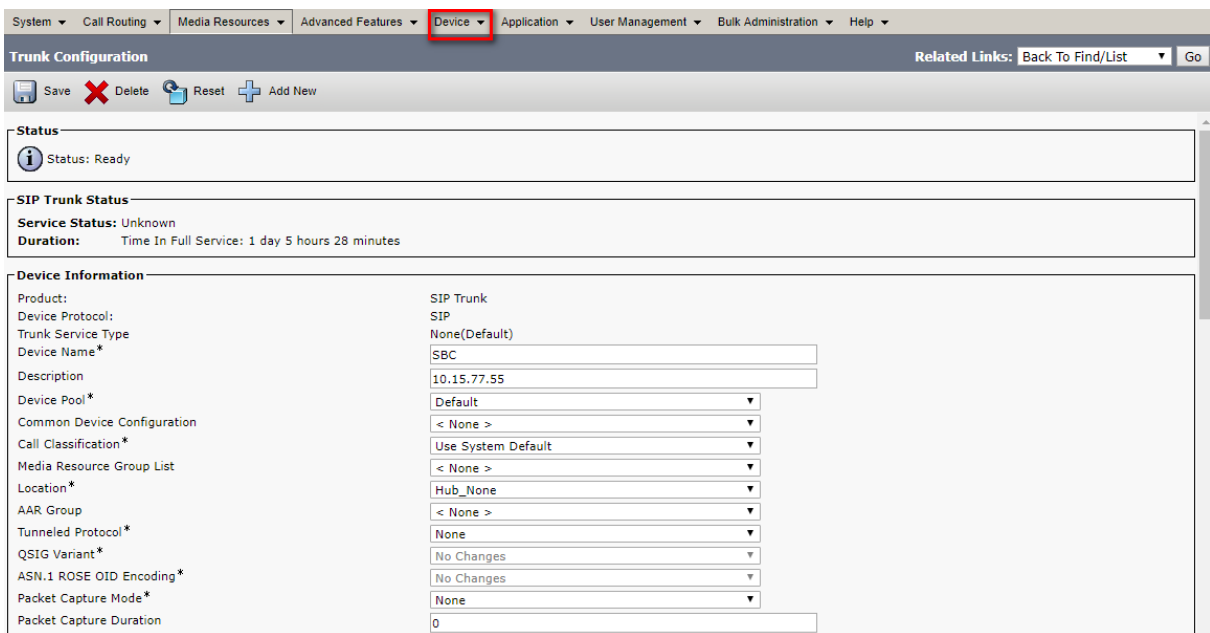 System Call Routing Media Resources Advanced Features Device Application User Management Bulk Administration Help
Trunk Configuration Related Links: Back To Find/List Go
Save Delete Reset Add New
Status
i Status: Ready
SIP Trunk Status
Service Status: Unknown
Duration: Time In Full Service: 1 day 5 hours 28 minutes
Device Information
Product: SIP Trunk
Device Protocol: SIP
Trunk Service Type None(Default)
Device Name* SBC
Description 10.15.77.55
Device Pool* Default
Common Device Configuration < None >
Call Classification* Use System Default
Media Resource Group List < None >
Location* Hub_None
AAR Group < None >
Tunneled Protocol* None
QSIG Variant* No Changes
ASN.1 ROSE OID Encoding* No Changes
Packet Capture Mode* None
Packet Capture Duration 0